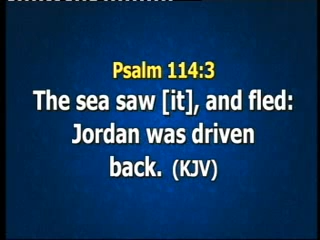 Psalm 114:3
The sea saw [it], and fled:
Jordan was driven
back. (KJV)